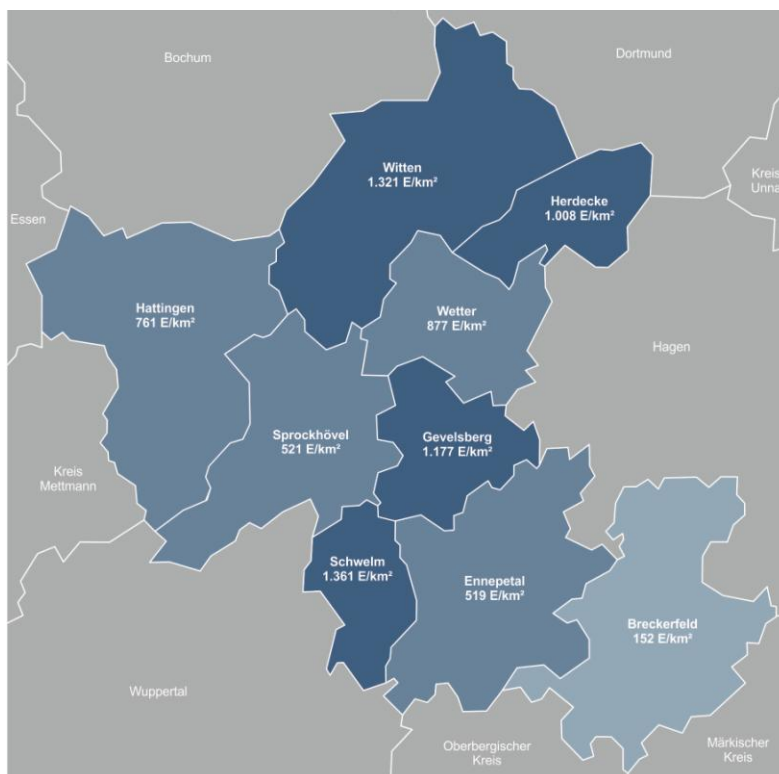 Bochum
Dortmund
Witten
1.321 E/km²
Kreis
Unna
Herdecke
1.008 E/km²
Essen
Hattingen
761 E/km²
Wetter
877 E/km²
Hagen
Sprockhövel
521 E/km²
Gevelsberg
1.177 E/km²
Kreis
Mettmann
Schwelm
1.361 E/km²
Ennepetal
519 E/km²
Breckerfeld
152 E/km²
Wuppertal
Oberbergischer
Kreis
Märkischer
Kreis